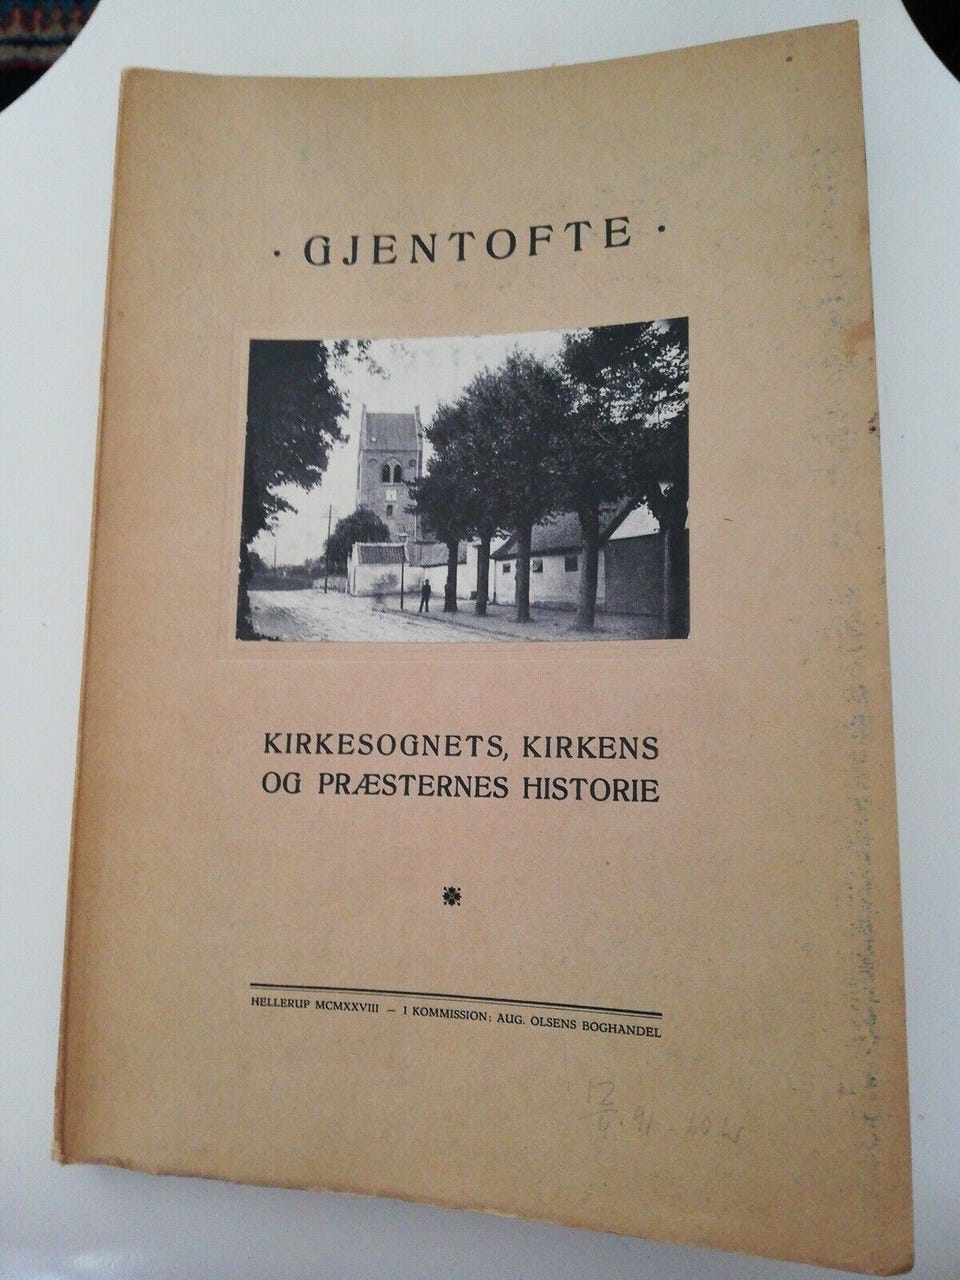 · GJENTOFTE ·
KIRKESOGNETS, KIRKENS
OG PRÆSTERNES HISTORIE
HELLERUP MCMXXVIII — I KOMMISSION: AUG. OLSENS BOGHANDEL